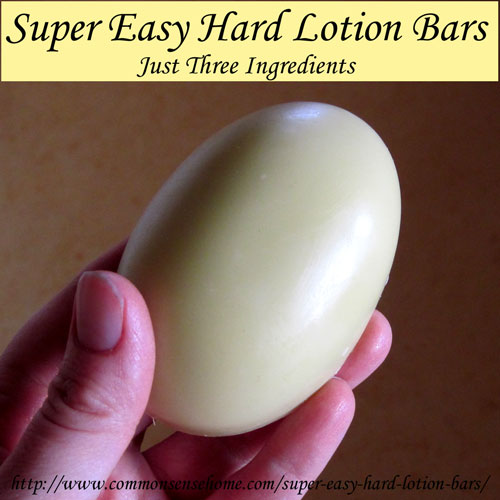 Super Easy Hard Lotion Bars
Just Three Ingredients
http://www.commonsensehome.com/super-easy-hard-lotion-bars/